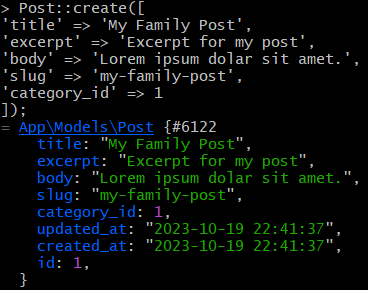 > Post::create([
'title' => 'My Family Post',
'excerpt' => 'Excerpt for my post',
'body' => 'Lorem ipsum dolar sit amet.',
'slug' => 'my-family-post',
'category_id' => 1
]);
= App\Models\Post {#6122
title: "My Family Post",
excerpt: "Excerpt for my post",
body: "Lorem ipsum dolar sit amet.",
slug: "my-family-post",
category_id: 1,
updated_at: "2023-10-19 22:41:37",
created_at: "2023-10-19 22:41:37",
id: 1,
}